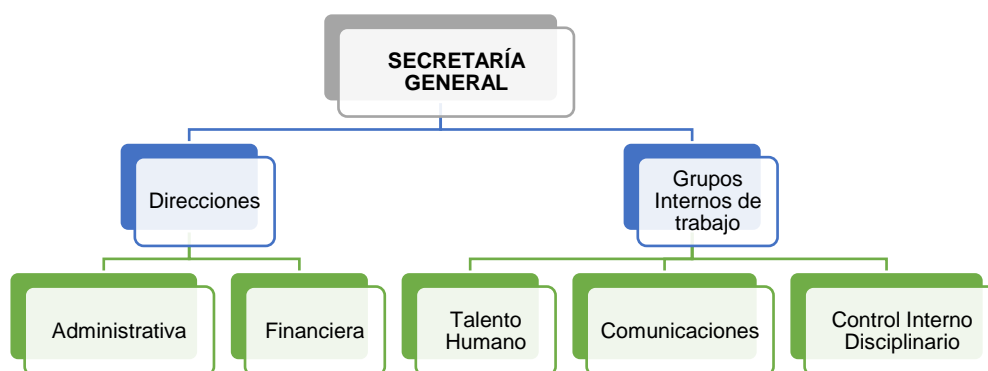 SECRETARÍA
GENERAL
Direcciones
Grupos
Internos de
trabajo
Administrativa
Financiera
Talento
Humano
Comunicaciones
Control Interno
Disciplinario